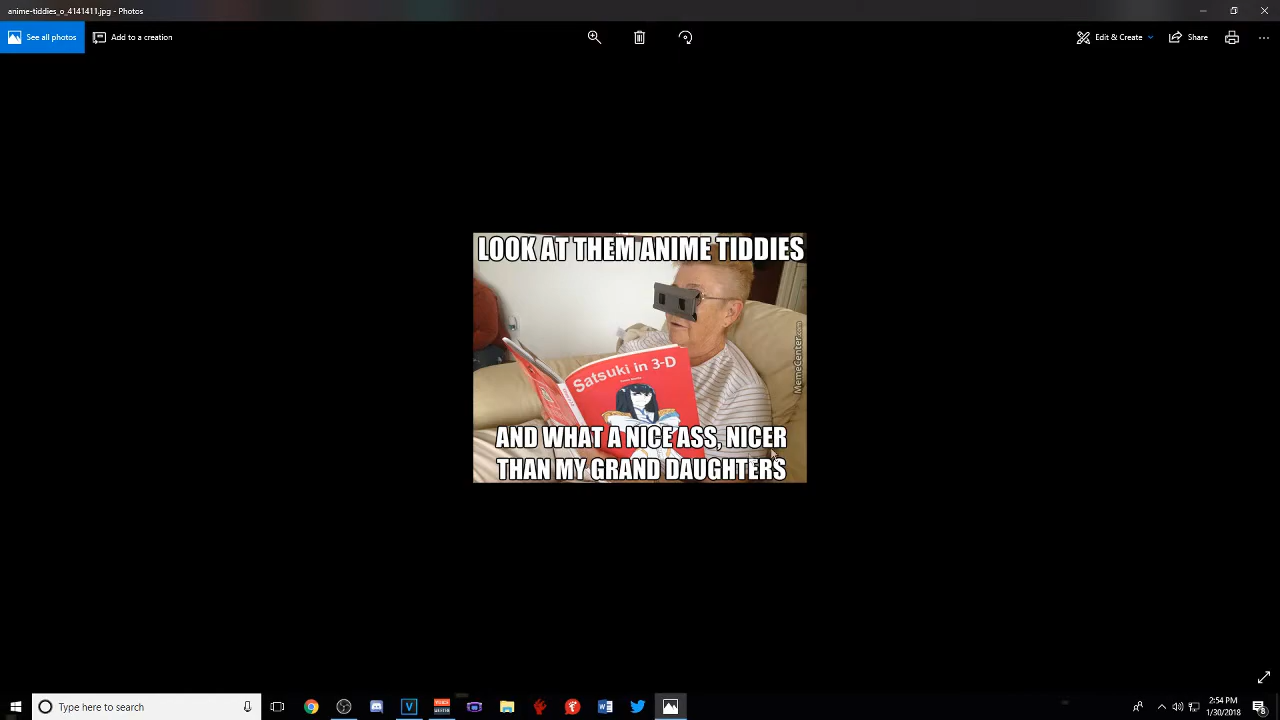 anime-tiddies_o_4141411.jpg - Photos
See all photos
Add to a creation
Edit & Create
Share
LOOK AT THEM ANIME TIDDIES
Satsuki in 3-D
MemeCenter.com
AND WHAT A NICE ASS, NICER
THAN MY GRAND DAUGHTERS
Type here to search
2:54 PM
1/30/2018